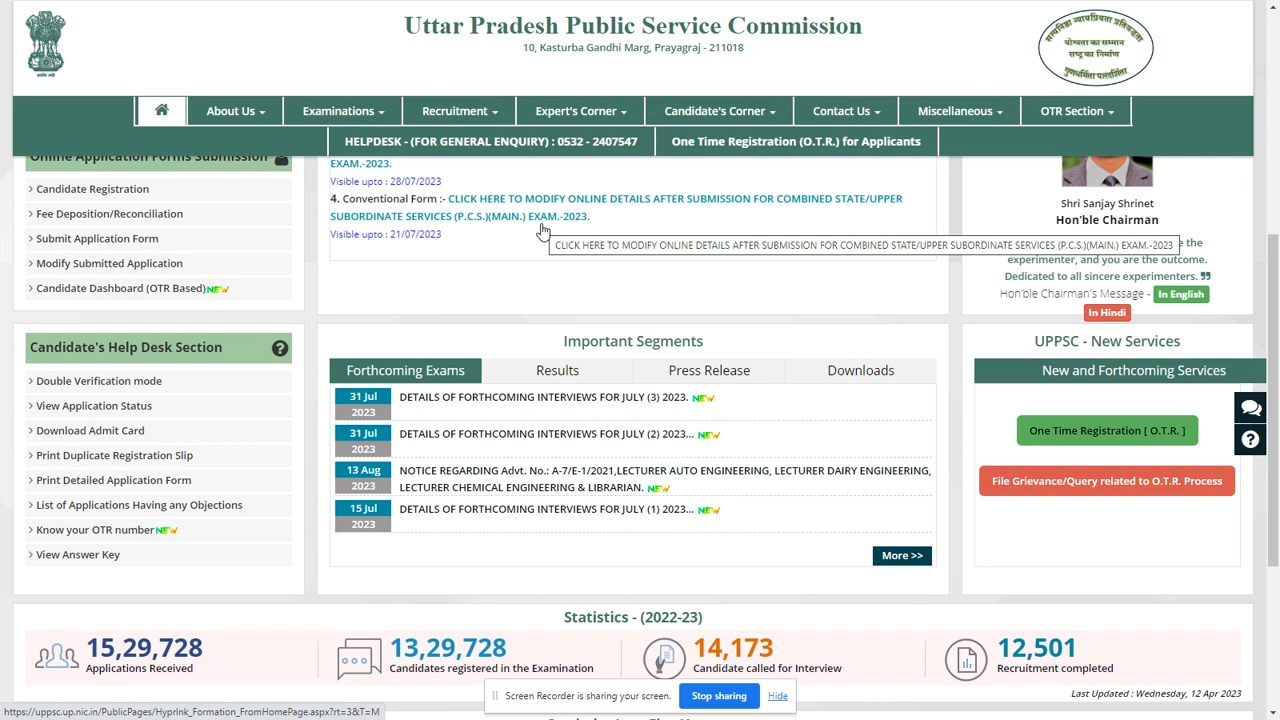 Uttar Pradesh Public Service Commission
10, Kasturba Gandhi Marg, Prayagraj - 211018
योग्यता का सम्मान
राष्ट्र का निर्माण
About Us
Examinations
Recruitment
Expert's Corner
Candidate's Corner
Contact Us
Miscellaneous
OTR Section
HELPDESK - (FOR GENERAL ENQUIRY) : 0532 - 2407547
One Time Registration (O.T.R.) for Applicants
Online Application Forms Submission
Candidate Registration
Fee Deposition/Reconciliation
Submit Application Form
Modify Submitted Application
Candidate Dashboard (OTR Based) NEW
EXAM.-2023.
Visible upto : 28/07/2023
4. Conventional Form :- CLICK HERE TO MODIFY ONLINE DETAILS AFTER SUBMISSION FOR COMBINED STATE/UPPER
SUBORDINATE SERVICES (P.C.S.)(MAIN.) EXAM.-2023.
Visible upto : 21/07/2023
CLICK HERE TO MODIFY ONLINE DETAILS AFTER SUBMISSION FOR COMBINED STATE/UPPER SUBORDINATE SERVICES (P.C.S.)(MAIN.) EXAM.-2023
Shri Sanjay Shrinet
Hon'ble Chairman
the
experimenter, and you are the outcome.
Dedicated to all sincere experimenters.
Hon'ble Chairman's Message - In English
In Hindi
Candidate's Help Desk Section
Double Verification mode
View Application Status
Download Admit Card
Print Duplicate Registration Slip
Print Detailed Application Form
List of Applications Having any Objections
Know your OTR number NEW
View Answer Key
Important Segments
Forthcoming Exams
Results
Press Release
Downloads
31 Jul
2023
DETAILS OF FORTHCOMING INTERVIEWS FOR JULY (3) 2023. NEW
31 Jul
2023
DETAILS OF FORTHCOMING INTERVIEWS FOR JULY (2) 2023... NEW
13 Aug
2023
NOTICE REGARDING Advt. No.: A-7/E-1/2021,LECTURER AUTO ENGINEERING, LECTURER DAIRY ENGINEERING,
LECTURER CHEMICAL ENGINEERING & LIBRARIAN. NEW
15 Jul
2023
DETAILS OF FORTHCOMING INTERVIEWS FOR JULY (1) 2023... NEW
More >>
UPPSC - New Services
New and Forthcoming Services
One Time Registration [ O.T.R. ]
File Grievance/Query related to O.T.R. Process
Statistics - (2022-23)
15,29,728
Applications Received
13,29,728
Candidates registered in the Examination
14,173
Candidate called for Interview
12,501
Recruitment completed
Last Updated : Wednesday, 12 Apr 2023
Screen Recorder is sharing your screen.
Stop sharing
Hide
https://uppsc.up.nic.in/PublicPages/HyprInk_Formation_FromHomePage.aspx?rt=3&T=M